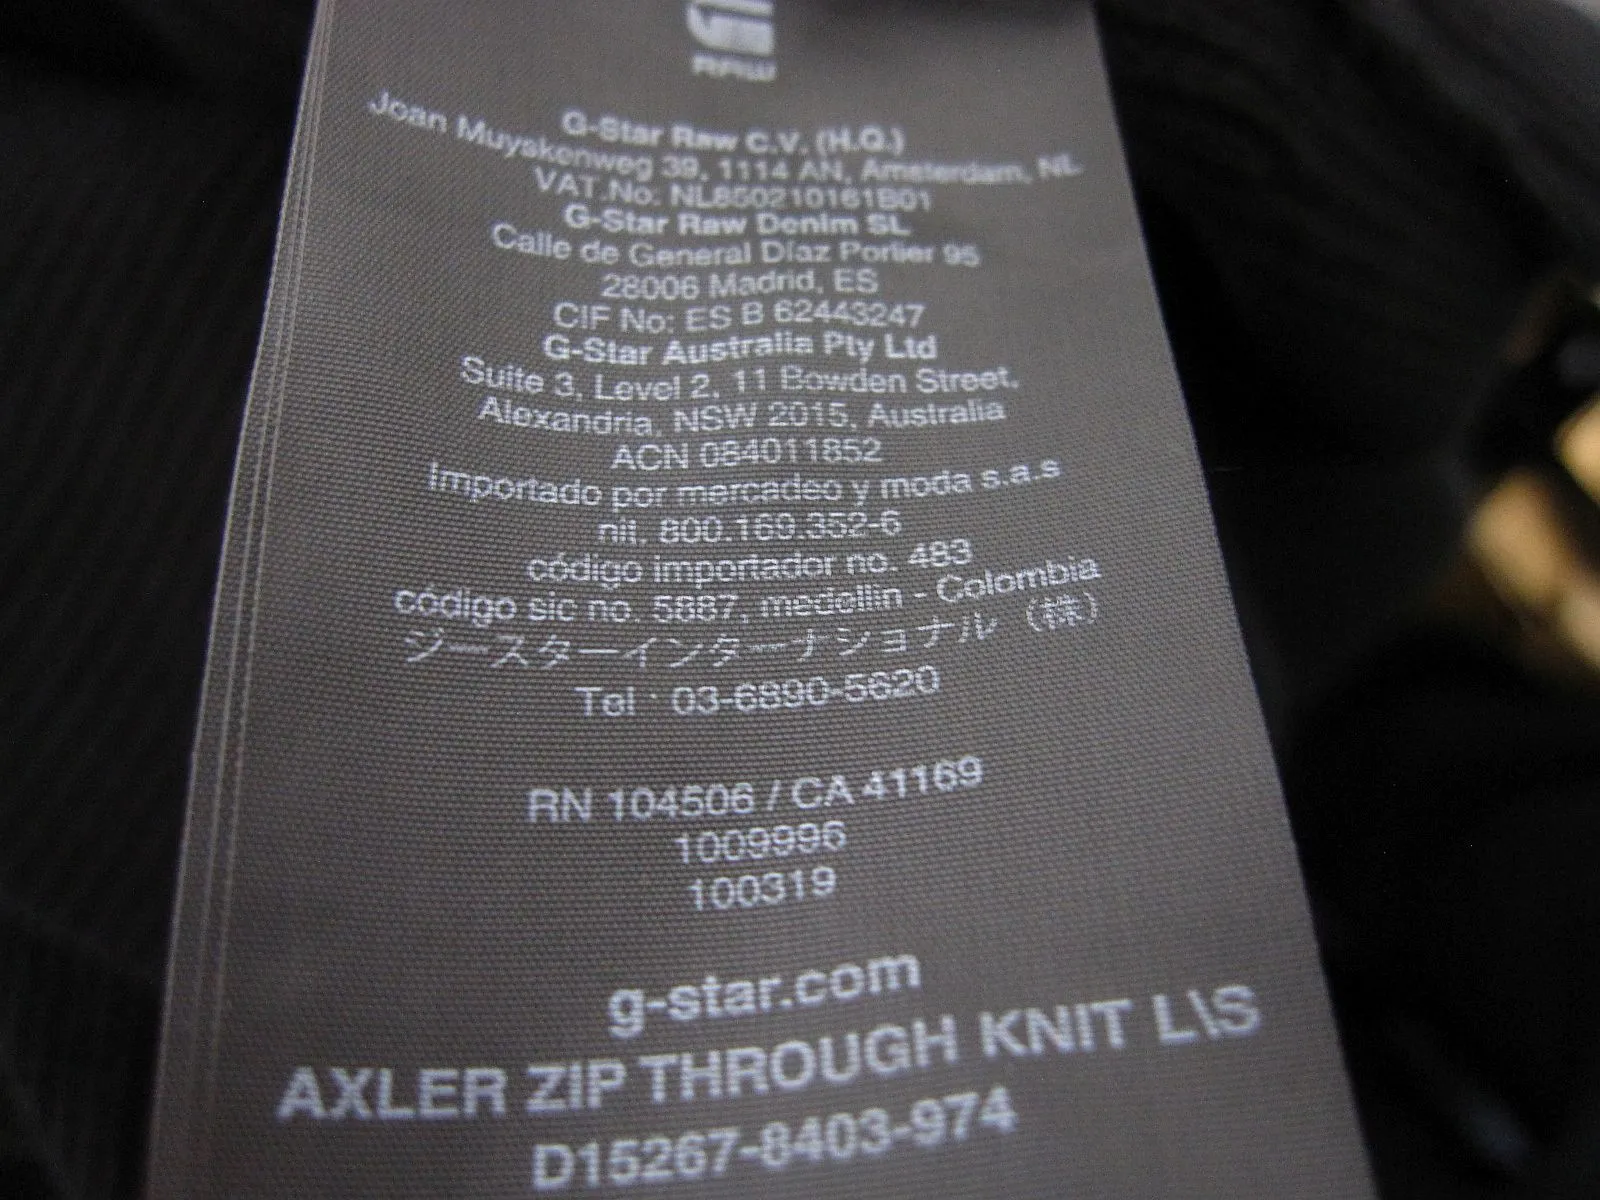 RAW
G-Star Raw C.V. (H.Q.)
Joan Muyskenweg 39, 1114 AN, Amsterdam, NL
VAT.No: NL850210161B01
G-Star Raw Denim SL
Calle de General Díaz Porlier 95
28006 Madrid, ES
CIF No: ES B 62443247
G-Star Australia Pty Ltd
Suite 3, Level 2, 11 Bowden Street,
Alexandria, NSW 2015, Australia
ACN 084011852
Importado por mercadeo y moda s.a.s
nit. 800.169.352-6
código importador no. 483
código sic no. 5887, medellin - Colombia
ジースターインターナショナル（株）
Tel : 03-6890-5620
RN 104506 / CA 41169
1009996
100319
g-star.com
AXLER ZIP THROUGH KNIT L\S
D15267-8403-974